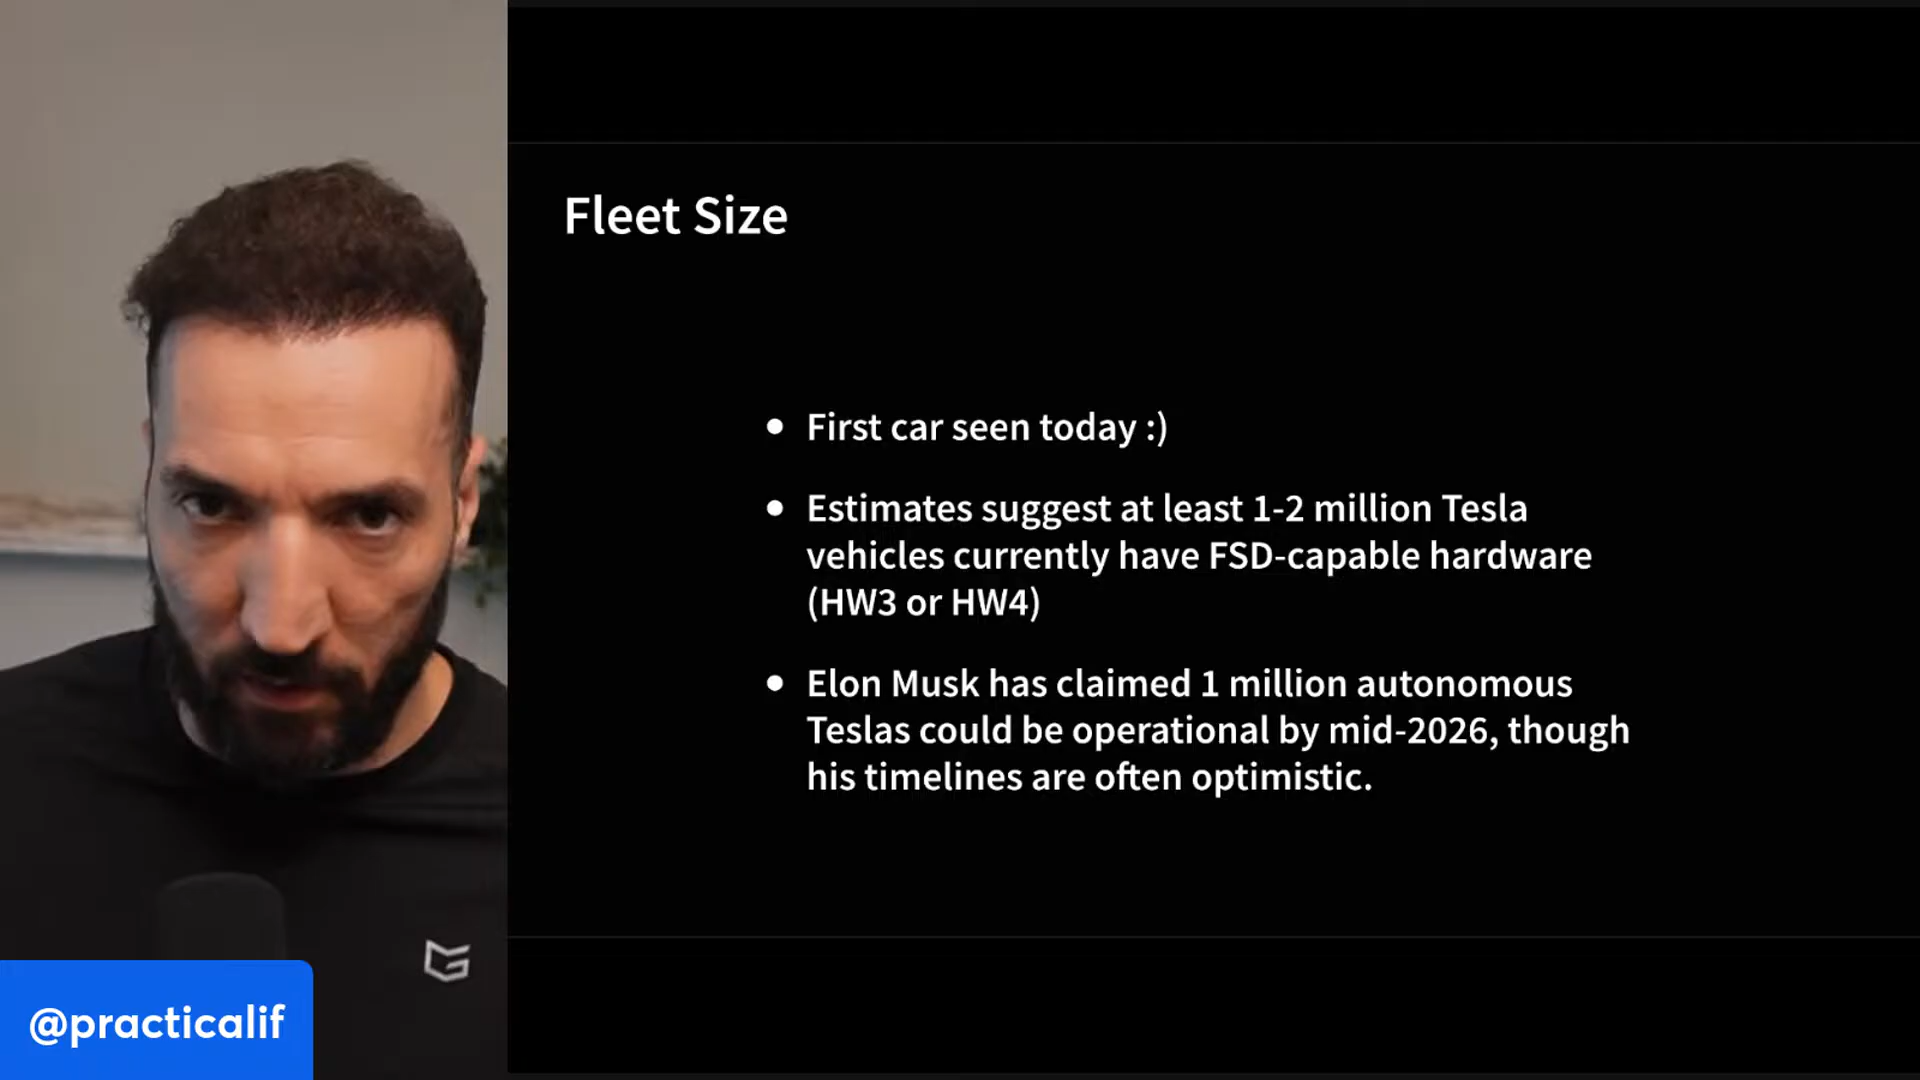 Fleet Size
First car seen today :)
Estimates suggest at least 1-2 million Tesla
vehicles currently have FSD-capable hardware
(HW3 or HW4)
Elon Musk has claimed 1 million autonomous
Teslas could be operational by mid-2026, though
his timelines are often optimistic.
@practicalif